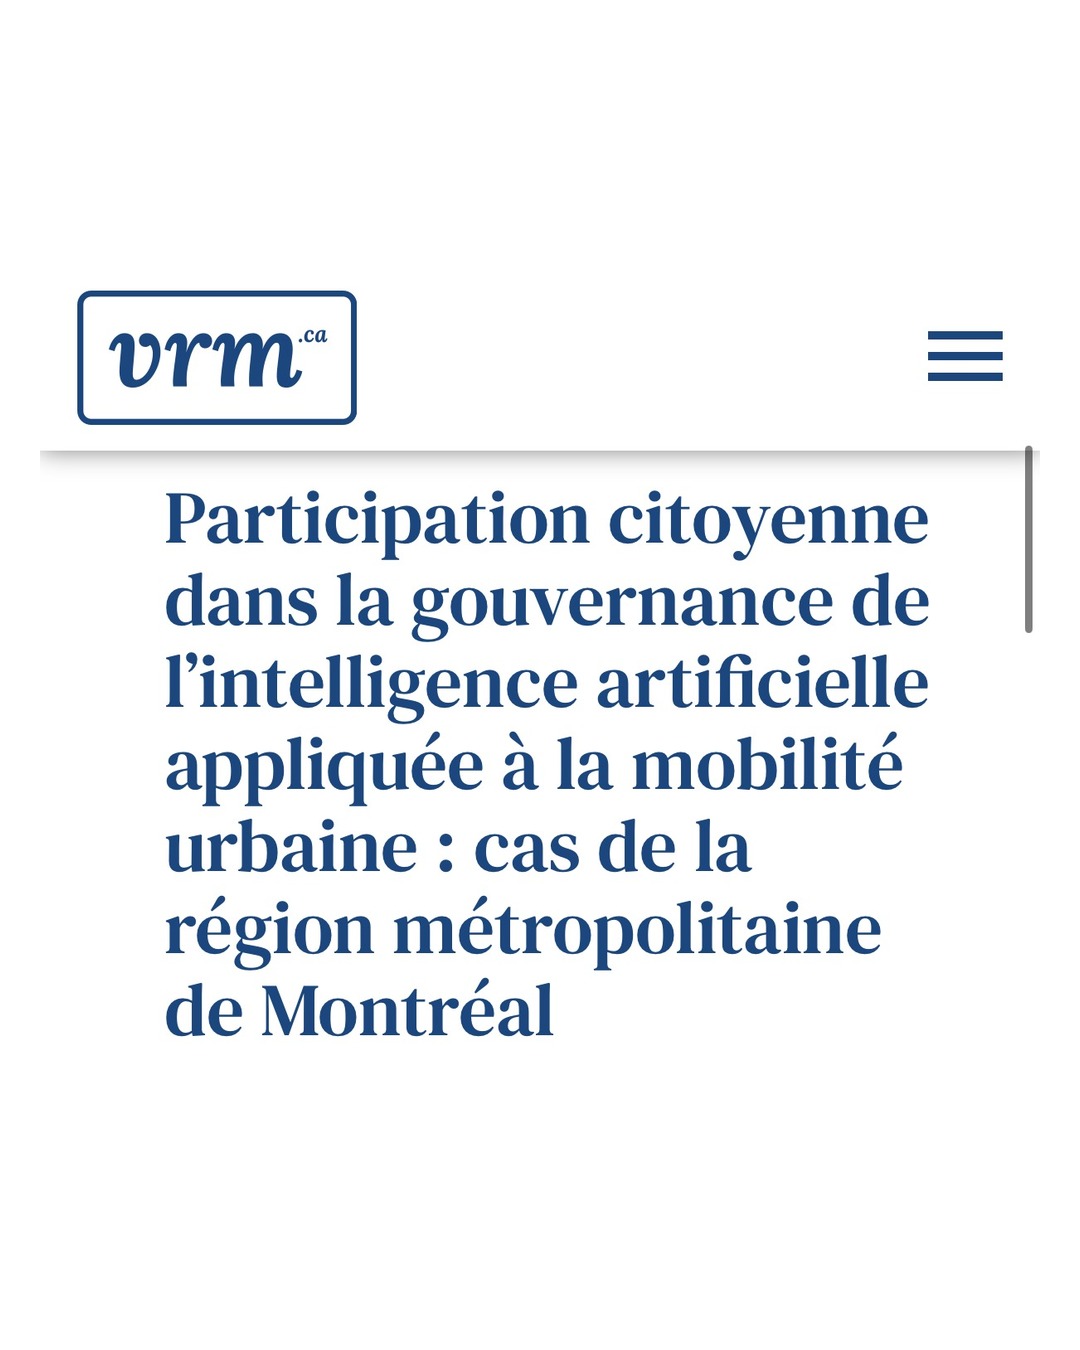 vrm.ca
Participation citoyenne
dans la gouvernance de
l’intelligence artificielle
appliquée à la mobilité
urbaine : cas de la
région métropolitaine
de Montréal